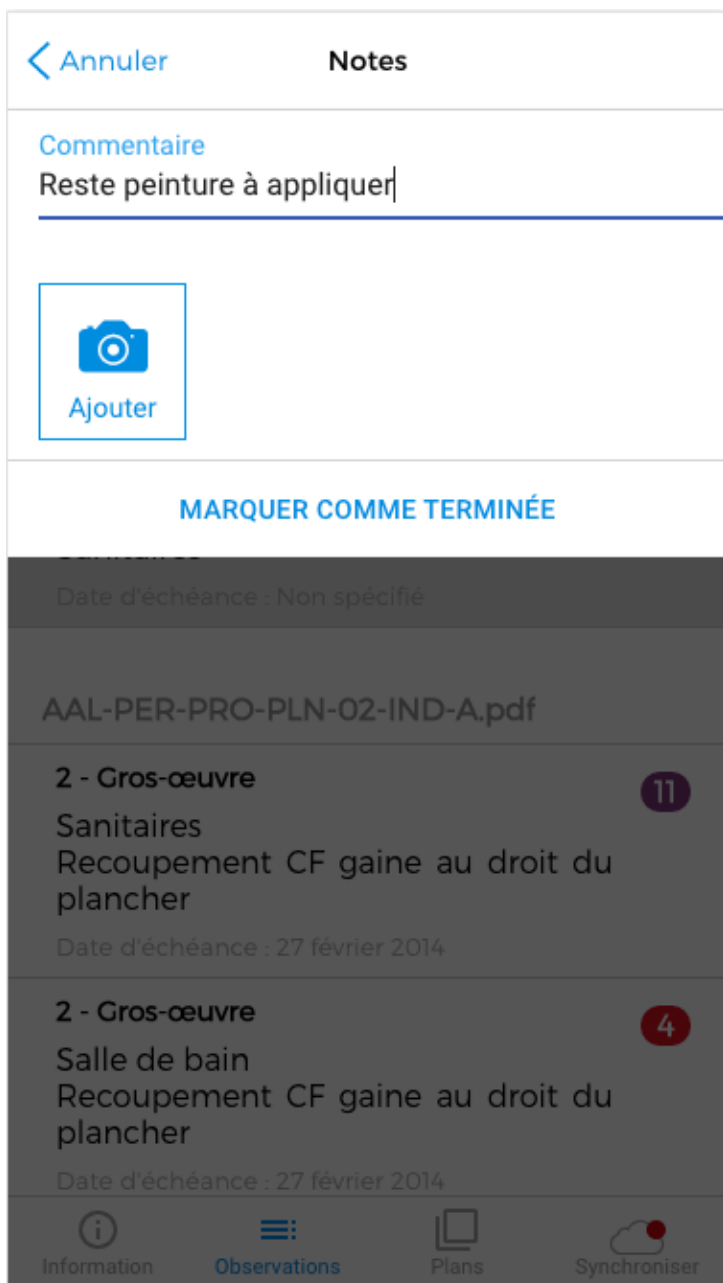 Annuler
Notes
Commentaire
Reste peinture à appliquer
Ajouter
MARQUER COMME TERMINÉE
Sanitaires
Date d'échéance : Non spécifié
AAL-PER-PRO-PLN-02-IND-A.pdf
2 - Gros-œuvre
11
Sanitaires
Recoupement CF gaine au droit du
plancher
Date d'échéance : 27 février 2014
2 - Gros-œuvre
4
Salle de bain
Recoupement CF gaine au droit du
plancher
Date d'échéance : 27 février 2014
Information
Observations
Plans
Synchroniser